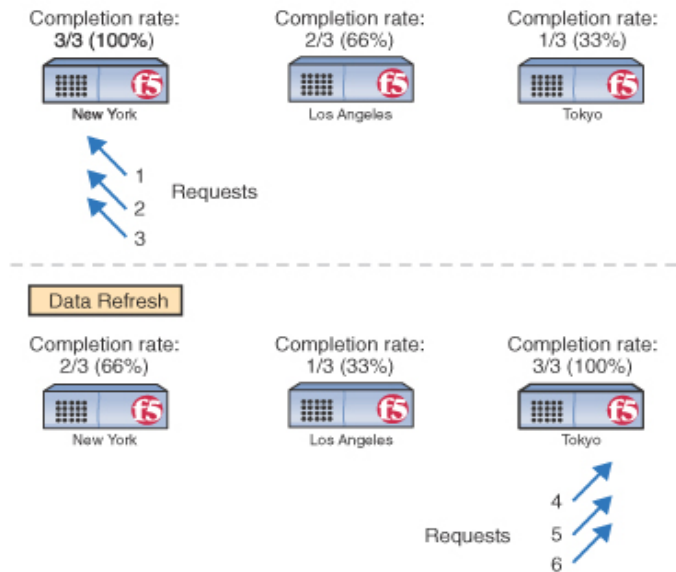 Completion rate: Completion rate: Completion rate:
3/3 (100%) 2/3 (66%) 1/3 (33%)
f5 f5 f5
New York Los Angeles Tokyo
1
Requests
2
3
Data Refresh
Completion rate: Completion rate: Completion rate:
2/3 (66%) 1/3 (33%) 3/3 (100%)
f5 f5 f5
New York Los Angeles Tokyo
4
Requests 5
6